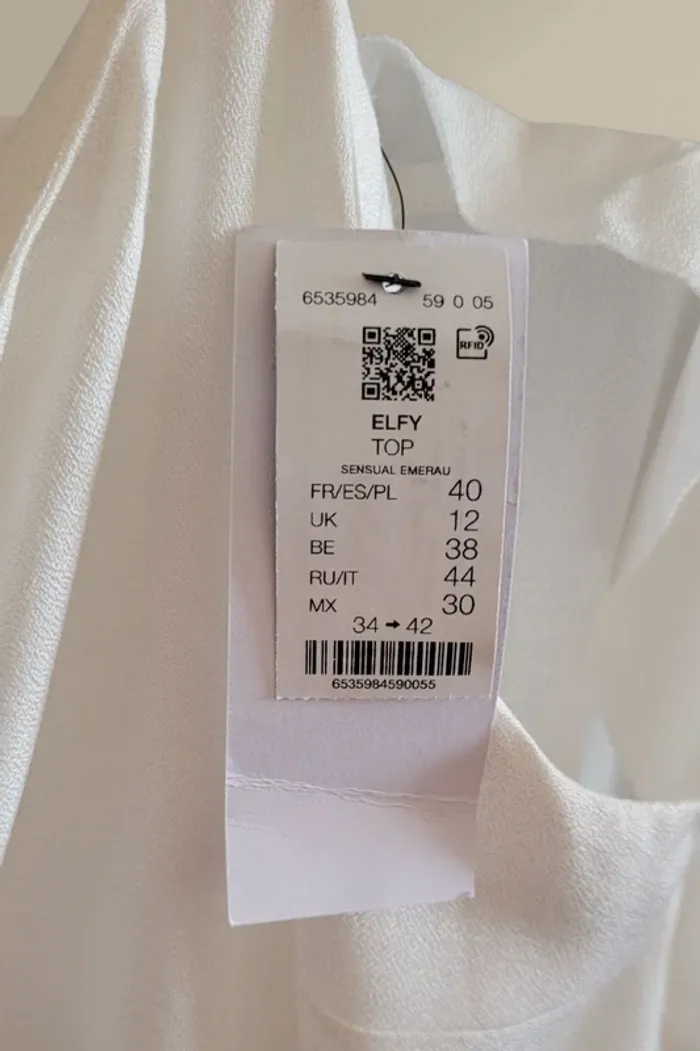 6535984 59 0 05
RFID
ELFY
TOP
SENSUAL EMERAU
FR/ES/PL 40
UK 12
BE 38
RU/IT 44
MX 30
34 ➔ 42
6535984590055